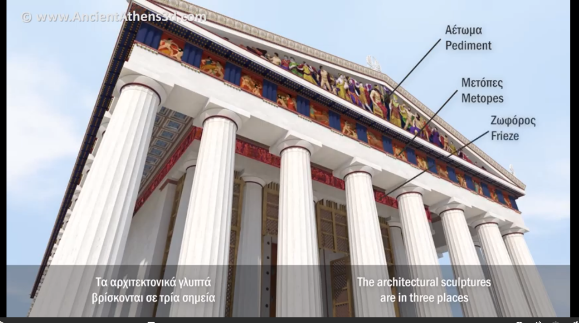 © www.AncientAthens3d.com
Αέτωμα
Pediment
Μετόπες
Metopes
Ζωφόρος
Frieze
Τα αρχιτεκτονικά γλυπτά
βρίσκονται σε τρία σημεία
The architectural sculptures
are in three places